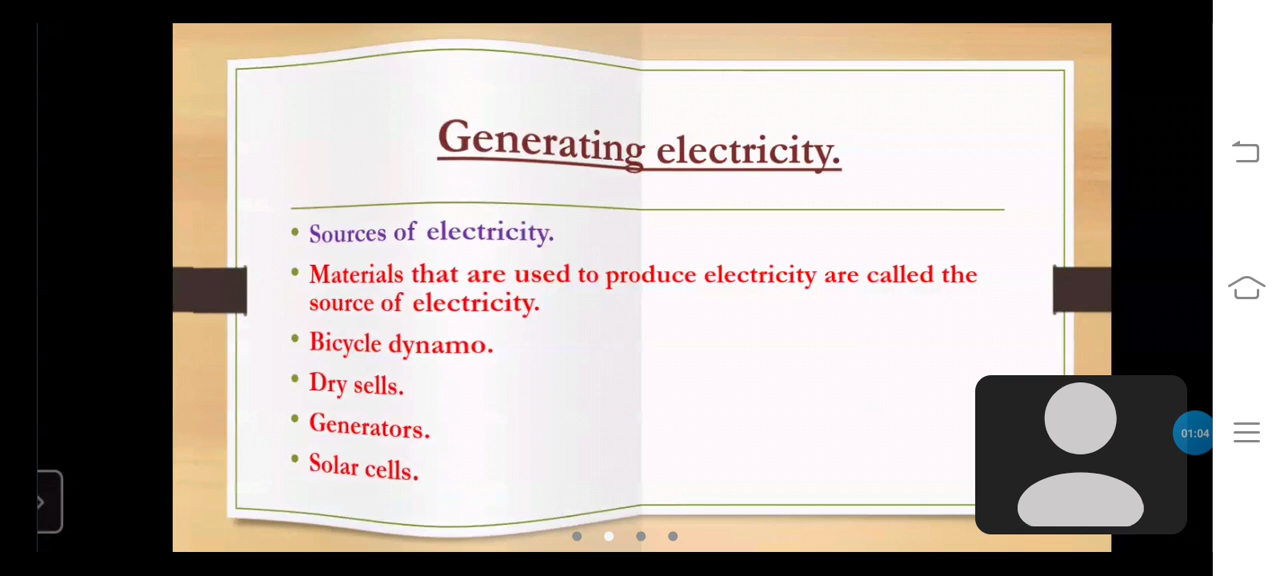 Generating electricity.
Sources of electricity.
Materials that are used to produce electricity are called the
source of electricity.
Bicycle dynamo.
Dry sells.
Generators.
Solar cells.
01:04